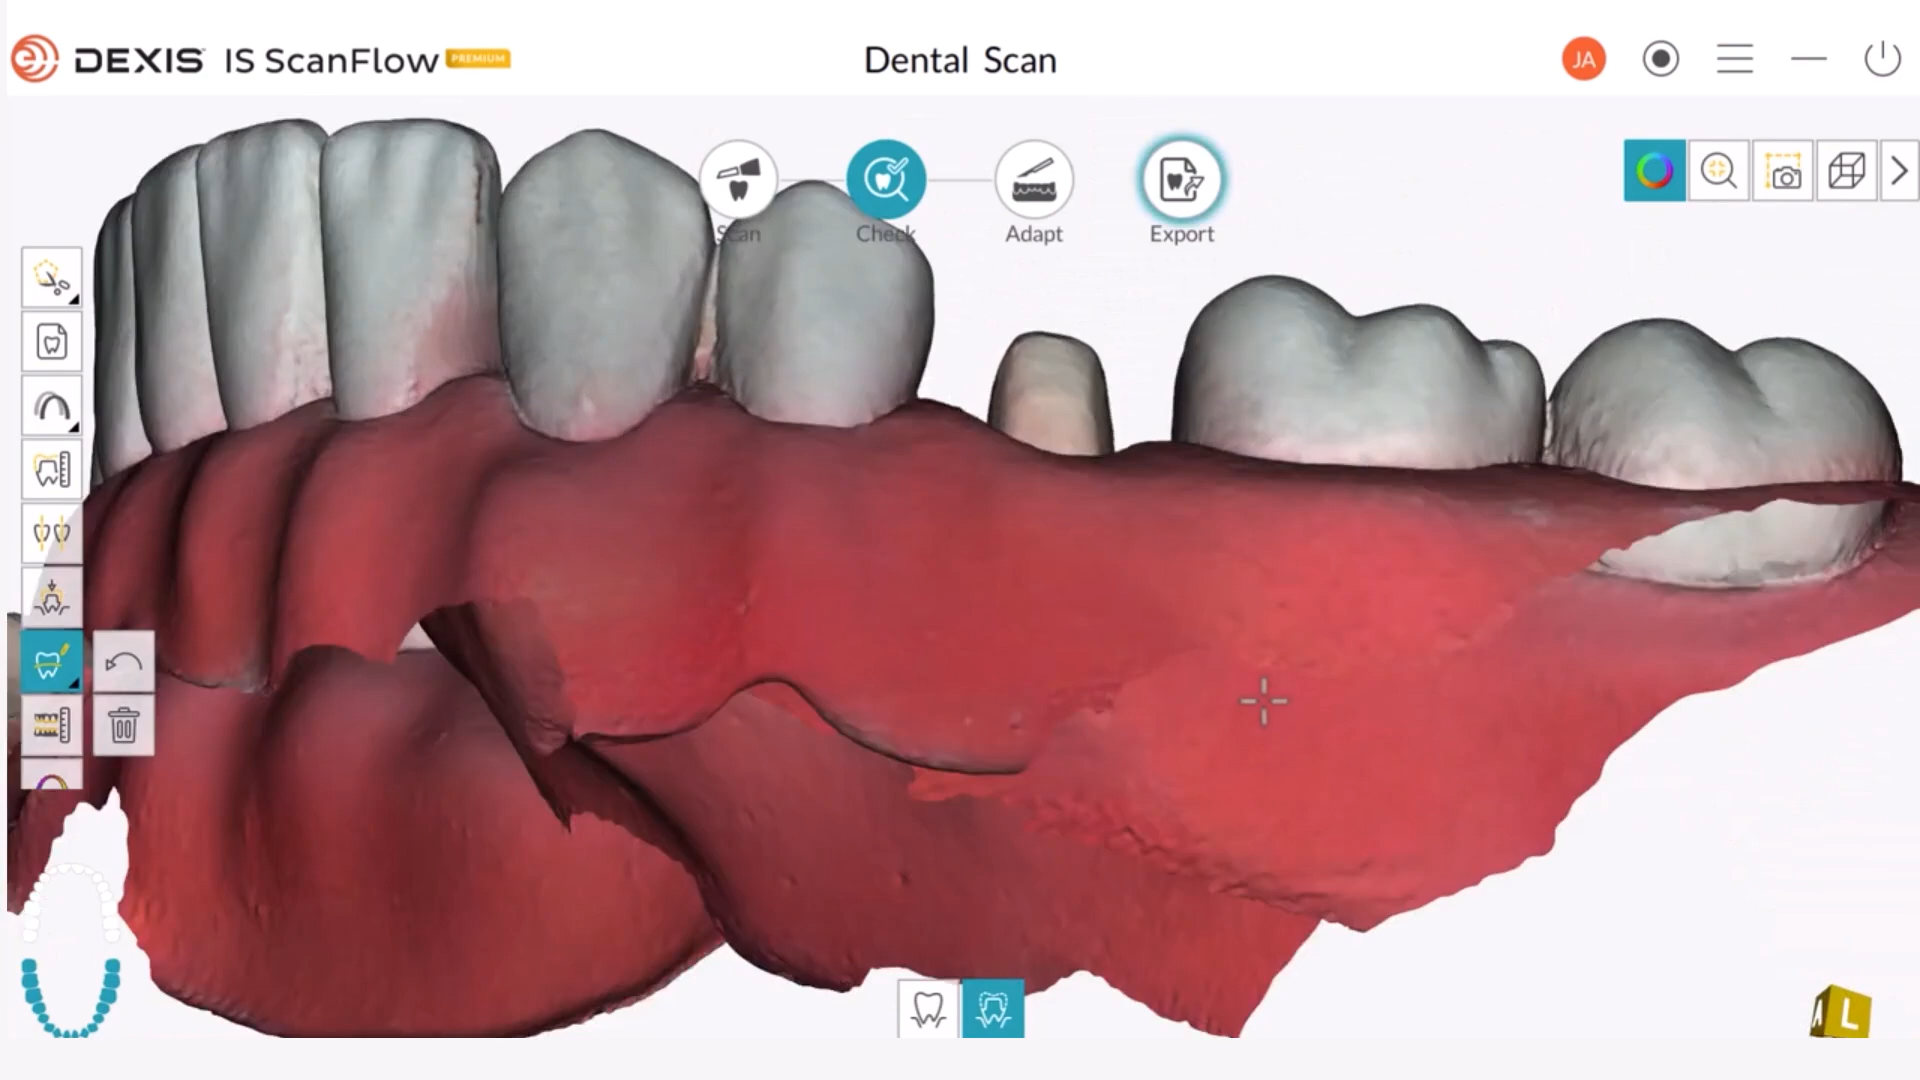 DEXIS IS ScanFlow PREMIUM
Dental Scan
JA
Scan
Check
Adapt
Export
A
L